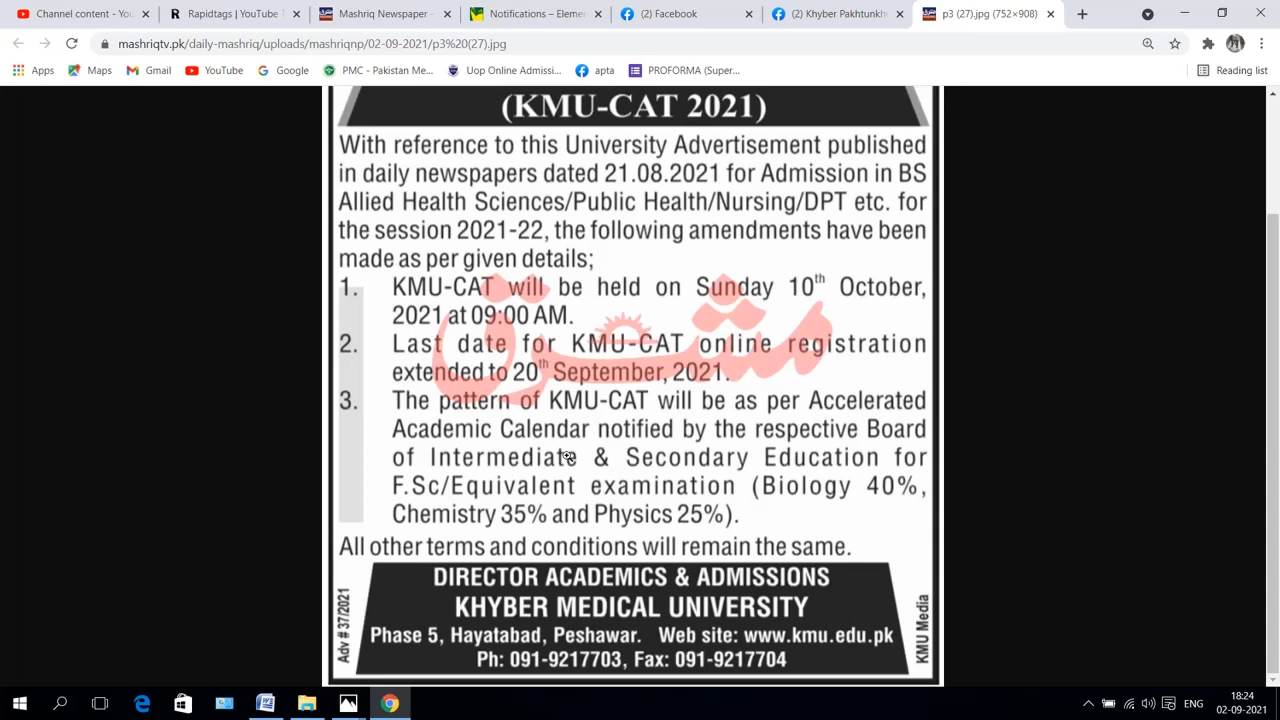 Content content - You
Rapidtest | YouTube T
Mashriq Newspaper -
Notifications – Elemen
(2) Facebook
(2) Khyber Pakhtunkh
p3 (27).jpg (752×908)
mashriqtv.pk/daily-mashriq/uploads/mashriqnp/02-09-2021/p3%20(27).jpg
Apps
Maps
Gmail
YouTube
Google
PMC - Pakistan Me...
Uop Online Admissi...
apta
PROFORMA (Super...
Reading list
(KMU-CAT 2021)
With reference to this University Advertisement published
in daily newspapers dated 21.08.2021 for Admission in BS
Allied Health Sciences/Public Health/Nursing/DPT etc. for
the session 2021-22, the following amendments have been
made as per given details;
1. KMU-CAT will be held on Sunday 10th October,
2021 at 09:00 AM.
2. Last date for KMU-CAT online registration
extended to 20th September, 2021.
3. The pattern of KMU-CAT will be as per Accelerated
Academic Calendar notified by the respective Board
of Intermediate & Secondary Education for
F.Sc/Equivalent examination (Biology 40%,
Chemistry 35% and Physics 25%).
مشرق
All other terms and conditions will remain the same.
DIRECTOR ACADEMICS & ADMISSIONS
KHYBER MEDICAL UNIVERSITY
Phase 5, Hayatabad, Peshawar. Web site: www.kmu.edu.pk
Ph: 091-9217703, Fax: 091-9217704
Adv # 37/2021
KMU Media
ENG
18:24
02-09-2021